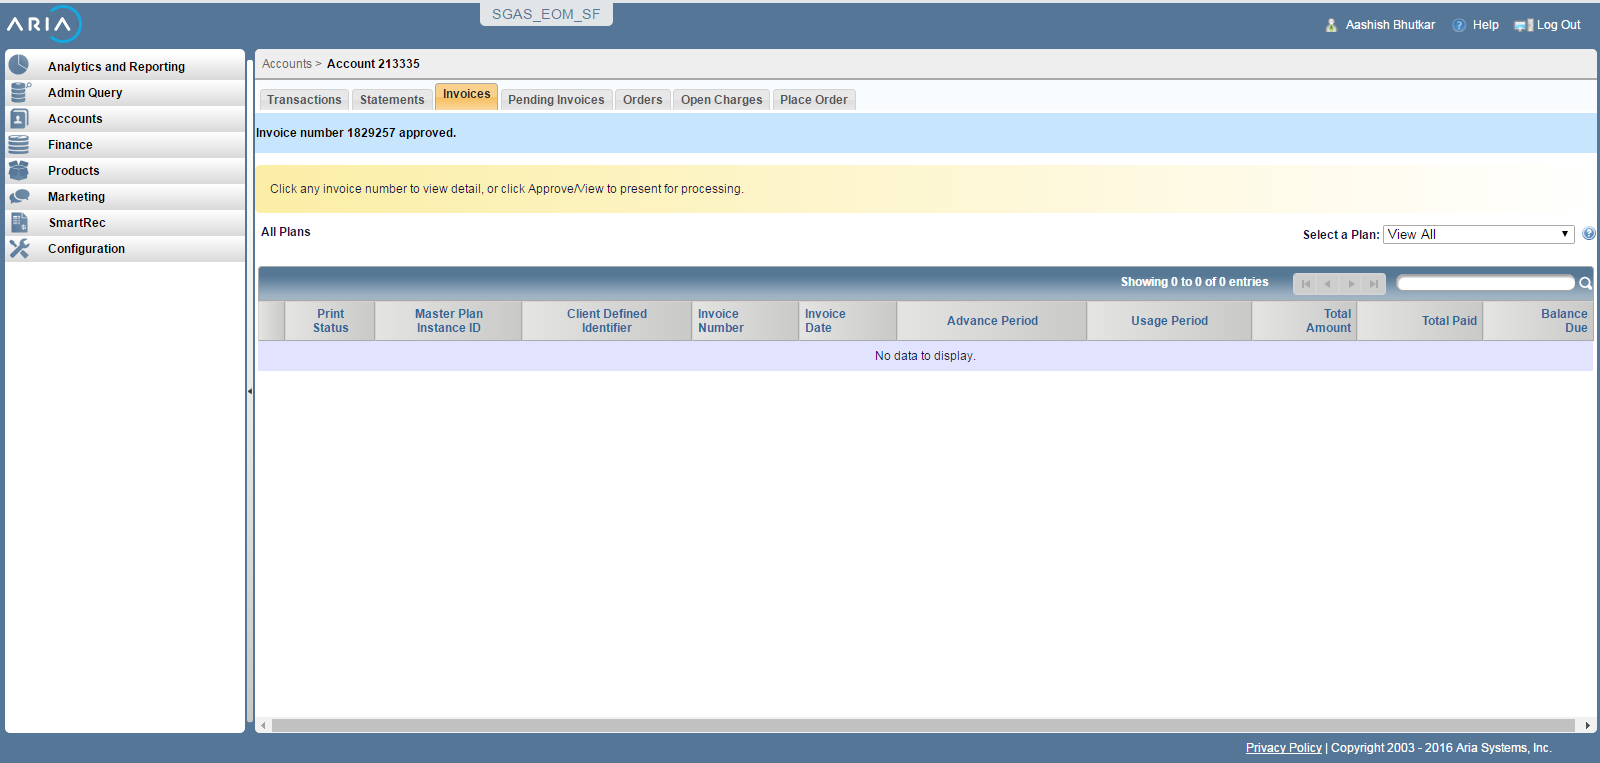 ARIA
SGAS_EOM_SF
Aashish Bhutkar
Help
Log Out
Analytics and Reporting
Admin Query
Accounts
Finance
Products
Marketing
SmartRec
Configuration
Accounts > Account 213335
Transactions
Statements
Invoices
Pending Invoices
Orders
Open Charges
Place Order
Invoice number 1829257 approved.
Click any invoice number to view detail, or click Approve/View to present for processing.
All Plans
Select a Plan: View All
Showing 0 to 0 of 0 entries
Print
Status
Master Plan
Instance ID
Client Defined
Identifier
Invoice
Number
Invoice
Date
Advance Period
Usage Period
Total
Amount
Total Paid
Balance
Due
No data to display.
Privacy Policy | Copyright 2003 - 2016 Aria Systems, Inc.